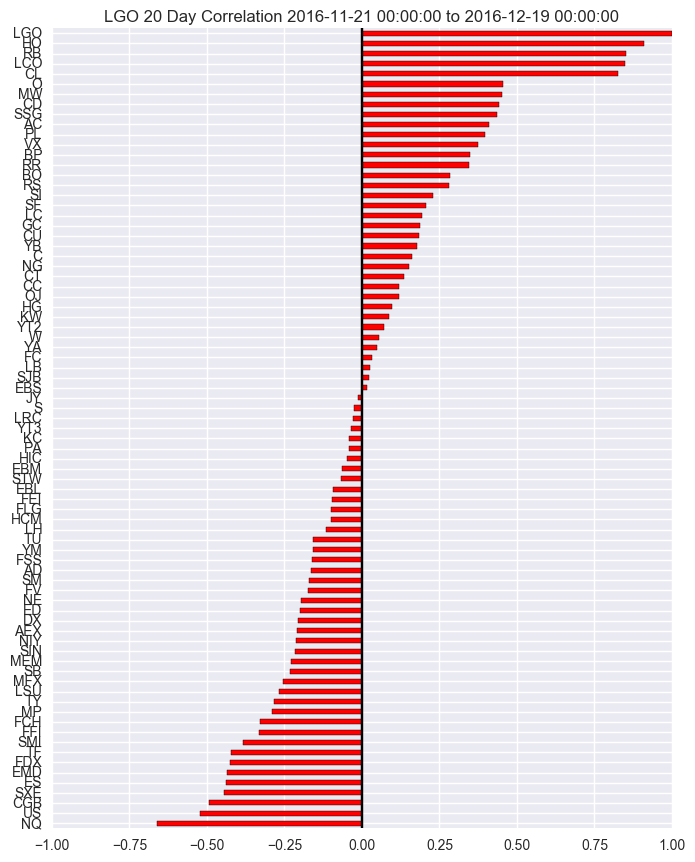 LGO 20 Day Correlation 2016-11-21 00:00:00 to 2016-12-19 00:00:00
LGO
HO
RB
LCO
CL
O
MW
CD
SSG
AC
PL
VX
BP
RR
BO
RS
SI
SF
LC
GC
CU
YB
C
NG
CT
CC
OJ
HG
KW
YT2
W
YA
FC
LB
SJB
EBS
JY
S
LRC
YT3
KC
PA
HIC
EBM
STW
EBL
FEI
FLG
HCM
LH
TU
YM
FSS
AD
SM
FV
NE
ED
DX
AEX
NIY
SIN
MEM
SB
MFX
LSU
TY
MP
FCH
FFI
SMI
TF
FDX
EMD
ES
SXE
CGB
US
NQ
−1.00 −0.75 −0.50 −0.25 0.00 0.25 0.50 0.75 1.00